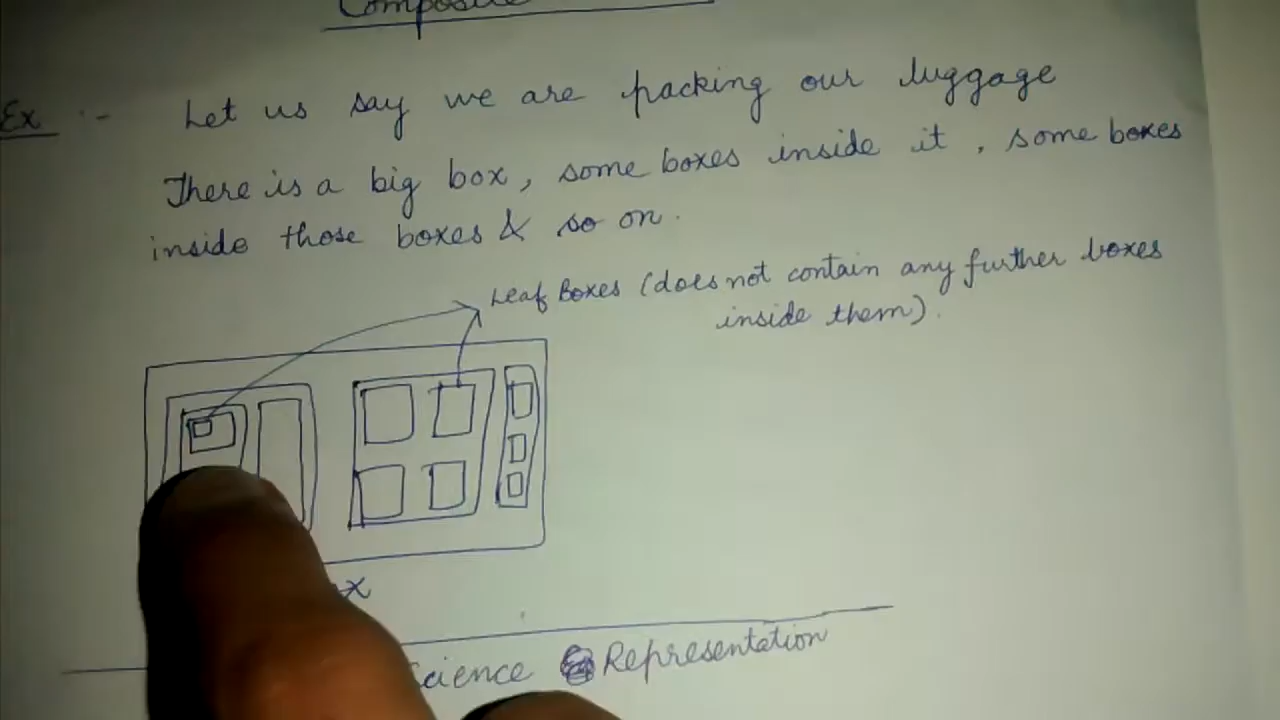 Composite
Ex :- Let us say we are packing our luggage
There is a big box, some boxes inside it, some boxes
inside those boxes & so on.
Leaf Boxes (does not contain any further boxes
inside them).
Representation